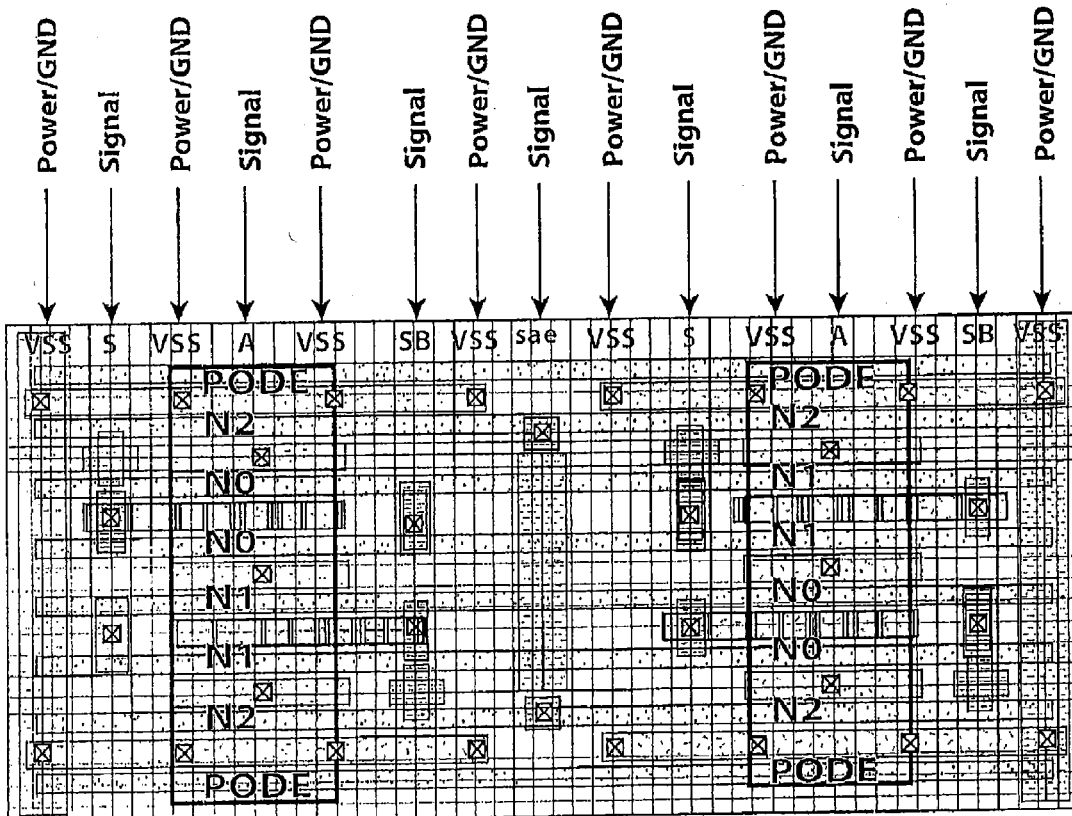 Power/GND
Signal
Power/GND
Signal
Power/GND
Signal
Power/GND
Signal
Power/GND
Signal
Power/GND
Signal
Power/GND
Signal
Power/GND
VSS S VSS A VSS SB VSS sae VSS S VSS A VSS SB VSS
PODE PODE
N2 N2
N0 N1
N0 N1
N1 N0
N1 N0
N2 N2
PODE PODE